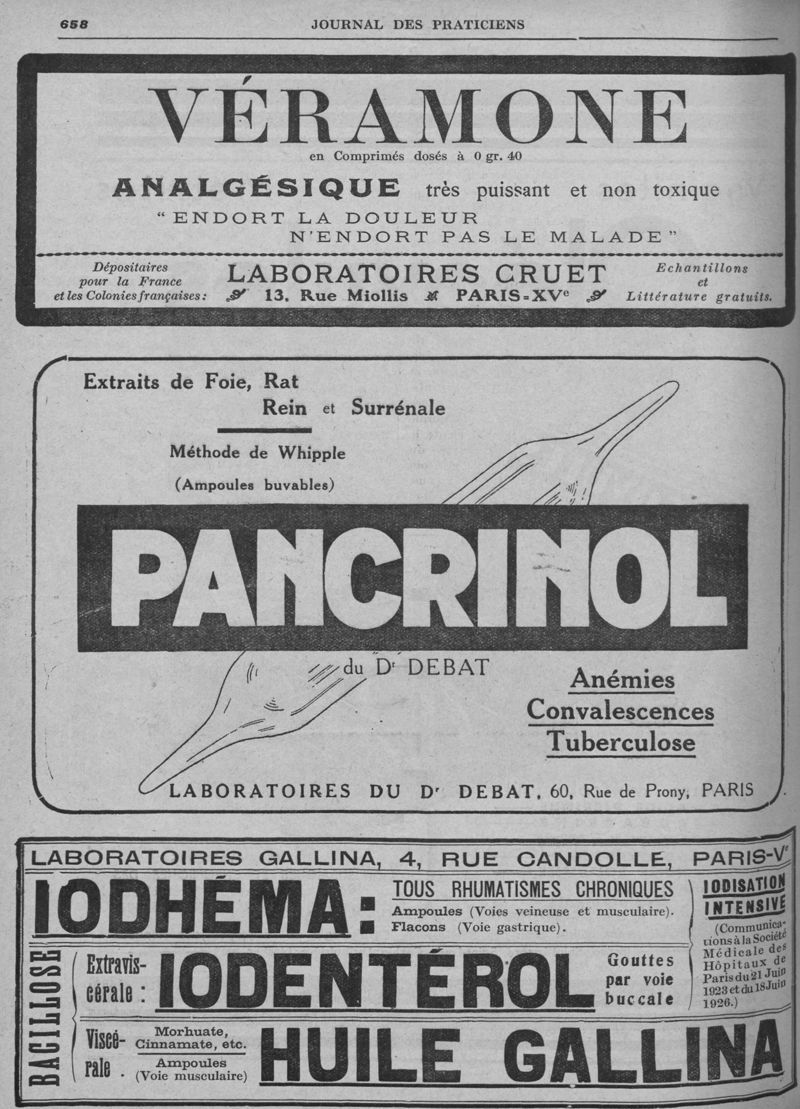 658
JOURNAL DES PRATICIENS
VÉRAMONE
en Comprimés dosés à 0 gr. 40
ANALGÉSIQUE très puissant et non toxique
“ ENDORT LA DOULEUR
N'ENDORT PAS LE MALADE ”
Dépositaires
pour la France
et les Colonies françaises :
LABORATOIRES CRUET
13, Rue Miollis PARIS-XVe
Echantillons
et
Littérature gratuits.
Extraits de Foie, Rat
Rein et Surrénale
Méthode de Whipple
(Ampoules buvables)
PANCRINOL
du Dr DEBAT
Anémies
Convalescences
Tuberculose
LABORATOIRES DU Dr DEBAT, 60, Rue de Prony, PARIS
LABORATOIRES GALLINA, 4, RUE CANDOLLE, PARIS-Ve
IODHÉMA :
TOUS RHUMATISMES CHRONIQUES
Ampoules (Voies veineuse et musculaire).
Flacons (Voie gastrique).
IODISATION
INTENSIVE
(Communica-
tions à la Société
Médicale des
Hôpitaux de
Paris du 21 Juin
1923 et du 18 Juin
1926.)
BACILLOSE
Extravis-
cérale :
IODENTÉROL
Gouttes
par voie
buccale
Viscé-
rale .
Morhuate,
Cinnamate, etc.
Ampoules
(Voie musculaire)
HUILE GALLINA